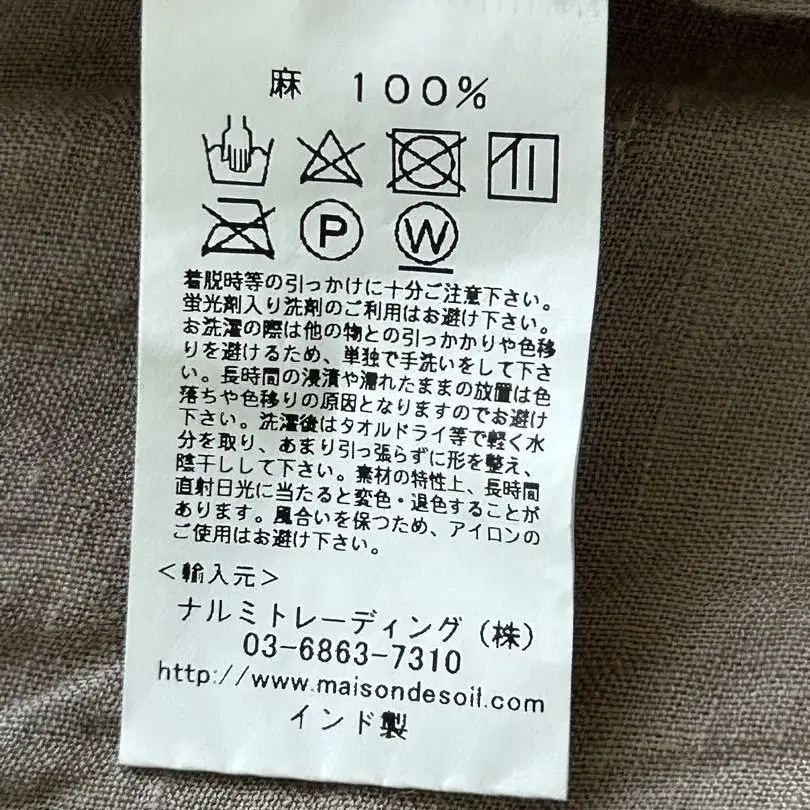 麻 100%
P W
着脱時等の引っかけに十分ご注意下さい。
蛍光剤入り洗剤のご利用はお避け下さい。
お洗濯の際は他の物との引っかかりや色移
りを避けるため、単独で手洗いをして下さ
い。長時間の浸漬や濡れたままの放置は色
落ちや色移りの原因となりますのでお避け
下さい。洗濯後はタオルドライ等で軽く水
分を取り、あまり引っ張らずに形を整え、
陰干しして下さい。素材の特性上、長時間
直射日光に当たると変色・退色することが
あります。風合いを保つため、アイロンの
ご使用はお避け下さい。
<輸入元>
ナルミトレーディング(株)
03-6863-7310
http://www.maisondesoil.com
インド製